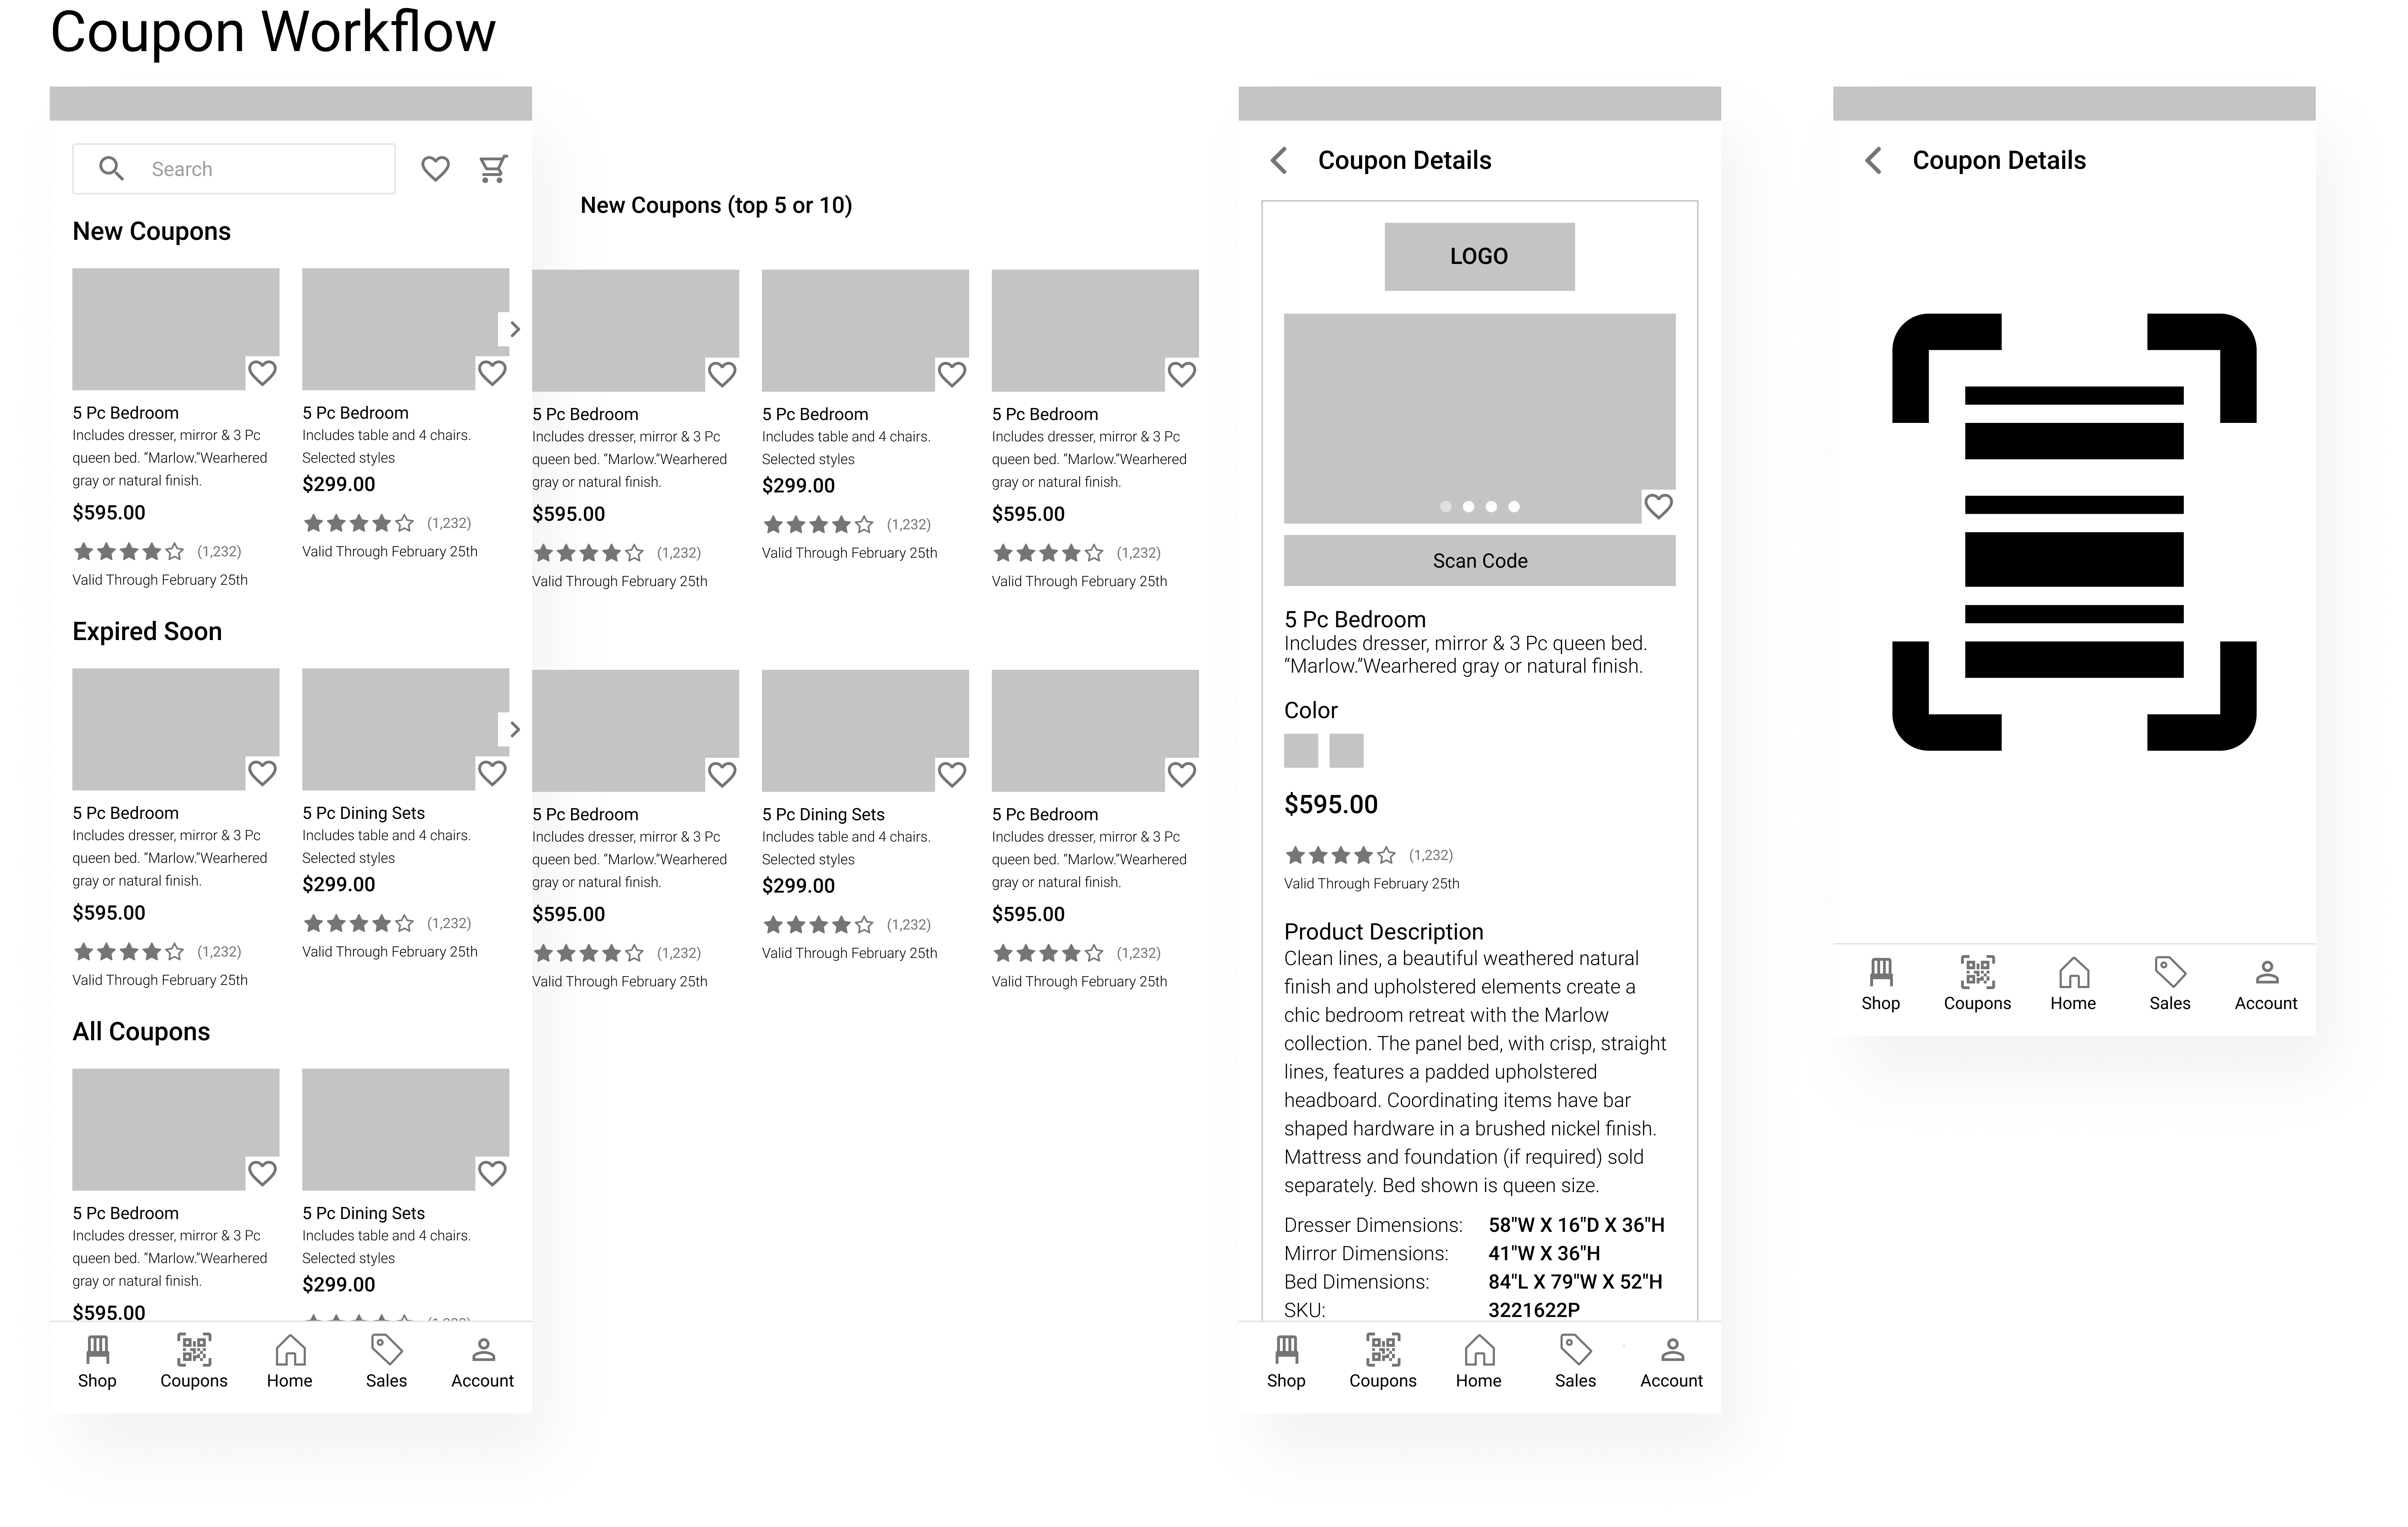 Coupon Workflow
Search
New Coupons
5 Pc Bedroom
Includes dresser, mirror & 3 Pc
queen bed. “Marlow.”Wearhered
gray or natural finish.
$595.00
(1,232)
Valid Through February 25th
5 Pc Bedroom
Includes table and 4 chairs.
Selected styles
$299.00
(1,232)
Valid Through February 25th
New Coupons (top 5 or 10)
5 Pc Bedroom
Includes dresser, mirror & 3 Pc
queen bed. “Marlow.”Wearhered
gray or natural finish.
$595.00
(1,232)
Valid Through February 25th
5 Pc Bedroom
Includes table and 4 chairs.
Selected styles
$299.00
(1,232)
Valid Through February 25th
5 Pc Bedroom
Includes dresser, mirror & 3 Pc
queen bed. “Marlow.”Wearhered
gray or natural finish.
$595.00
(1,232)
Valid Through February 25th
Expired Soon
5 Pc Bedroom
Includes dresser, mirror & 3 Pc
queen bed. “Marlow.”Wearhered
gray or natural finish.
$595.00
(1,232)
Valid Through February 25th
5 Pc Dining Sets
Includes table and 4 chairs.
Selected styles
$299.00
(1,232)
Valid Through February 25th
5 Pc Bedroom
Includes dresser, mirror & 3 Pc
queen bed. “Marlow.”Wearhered
gray or natural finish.
$595.00
(1,232)
Valid Through February 25th
5 Pc Dining Sets
Includes table and 4 chairs.
Selected styles
$299.00
(1,232)
Valid Through February 25th
5 Pc Bedroom
Includes dresser, mirror & 3 Pc
queen bed. “Marlow.”Wearhered
gray or natural finish.
$595.00
(1,232)
Valid Through February 25th
All Coupons
5 Pc Bedroom
Includes dresser, mirror & 3 Pc
queen bed. “Marlow.”Wearhered
gray or natural finish.
$595.00
5 Pc Dining Sets
Includes table and 4 chairs.
Selected styles
$299.00
Shop Coupons Home Sales Account
Coupon Details
LOGO
Scan Code
5 Pc Bedroom
Includes dresser, mirror & 3 Pc queen bed.
“Marlow.”Wearhered gray or natural finish.
Color
$595.00
(1,232)
Valid Through February 25th
Product Description
Clean lines, a beautiful weathered natural
finish and upholstered elements create a
chic bedroom retreat with the Marlow
collection. The panel bed, with crisp, straight
lines, features a padded upholstered
headboard. Coordinating items have bar
shaped hardware in a brushed nickel finish.
Mattress and foundation (if required) sold
separately. Bed shown is queen size.
Dresser Dimensions: 58"W X 16"D X 36"H
Mirror Dimensions: 41"W X 36"H
Bed Dimensions: 84"L X 79"W X 52"H
SKU: 3221622P
Shop Coupons Home Sales Account
Coupon Details
Shop Coupons Home Sales Account